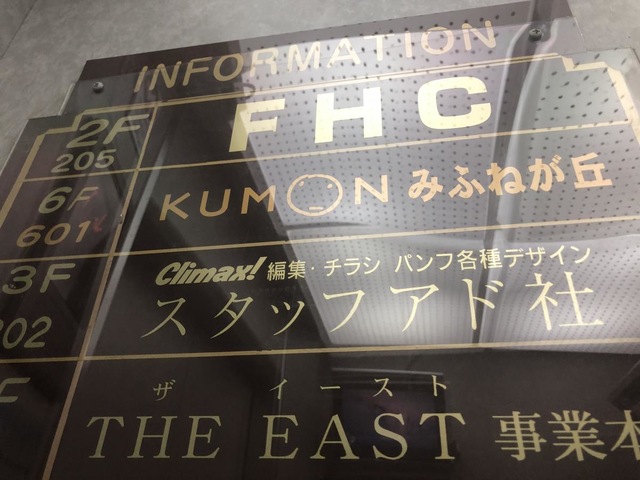 INFORMATION
2F FHC
205
6F KUMON みふねが丘
601
3F Climax! 編集・チラシ パンフ各種デザイン
202 スタッフアド社
F ザ イースト
THE EAST 事業本